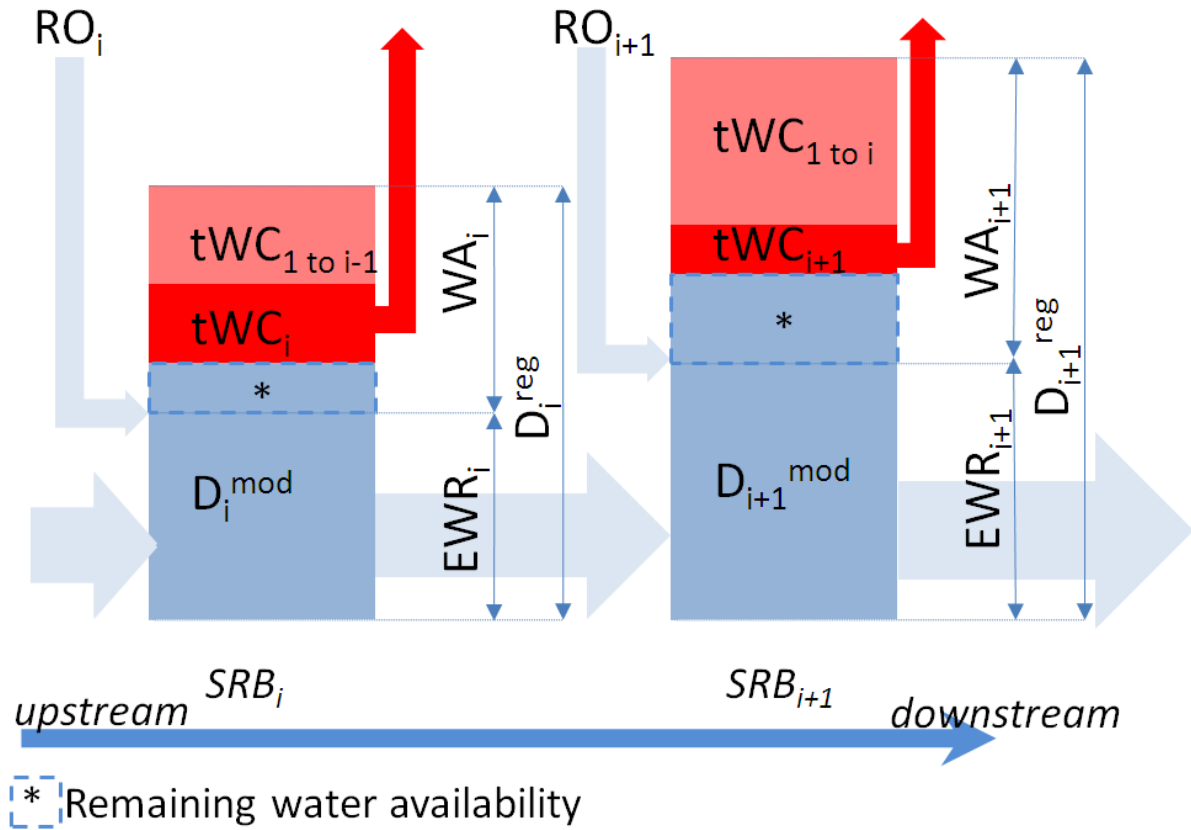 ROi
ROi+1
tWC1 to i-1
tWCi
*
Dimod
WAi
EWRi
Direg
tWC1 to i
tWCi+1
*
Di+1mod
WAi+1
EWRi+1
Di+1reg
SRBi
SRBi+1
upstream
downstream
* Remaining water availability